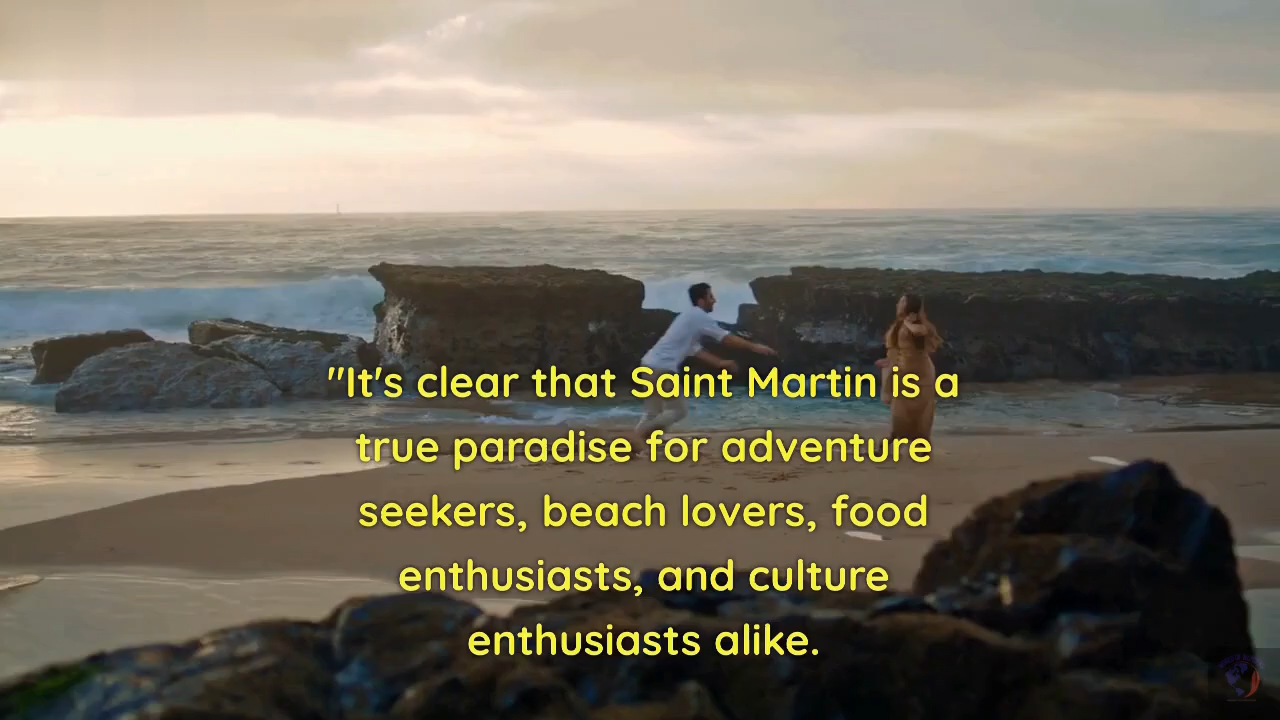 "It's clear that Saint Martin is a
true paradise for adventure
seekers, beach lovers, food
enthusiasts, and culture
enthusiasts alike.